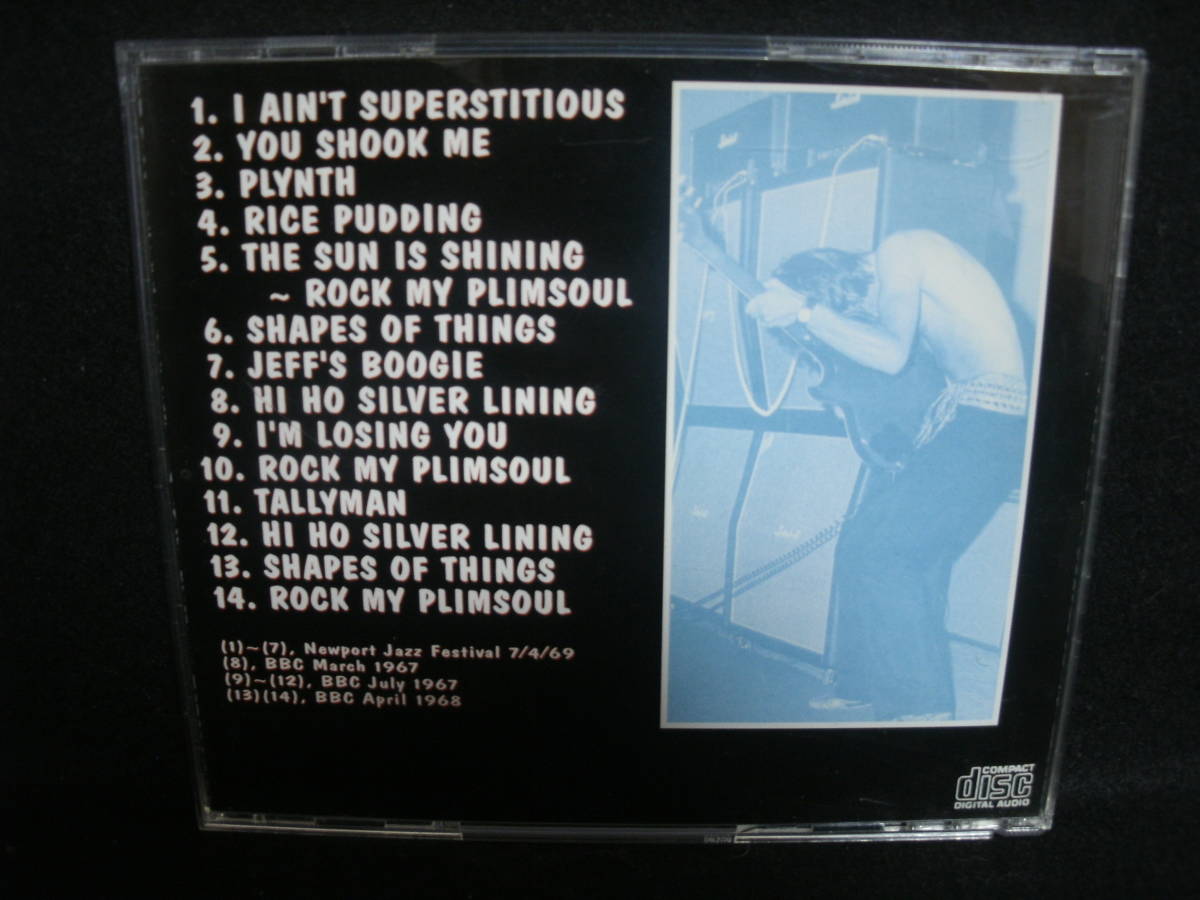 1. I AIN'T SUPERSTITIOUS
2. YOU SHOOK ME
3. PLYNTH
4. RICE PUDDING
5. THE SUN IS SHINING
~ ROCK MY PLIMSOUL
6. SHAPES OF THINGS
7. JEFF'S BOOGIE
8. HI HO SILVER LINING
9. I'M LOSING YOU
10. ROCK MY PLIMSOUL
11. TALLYMAN
12. HI HO SILVER LINING
13. SHAPES OF THINGS
14. ROCK MY PLIMSOUL
(1)~(7), Newport Jazz Festival 7/4/69
(8), BBC March 1967
(9)~(12), BBC July 1967
(13)(14), BBC April 1968
COMPACT
disc
DIGITAL AUDIO